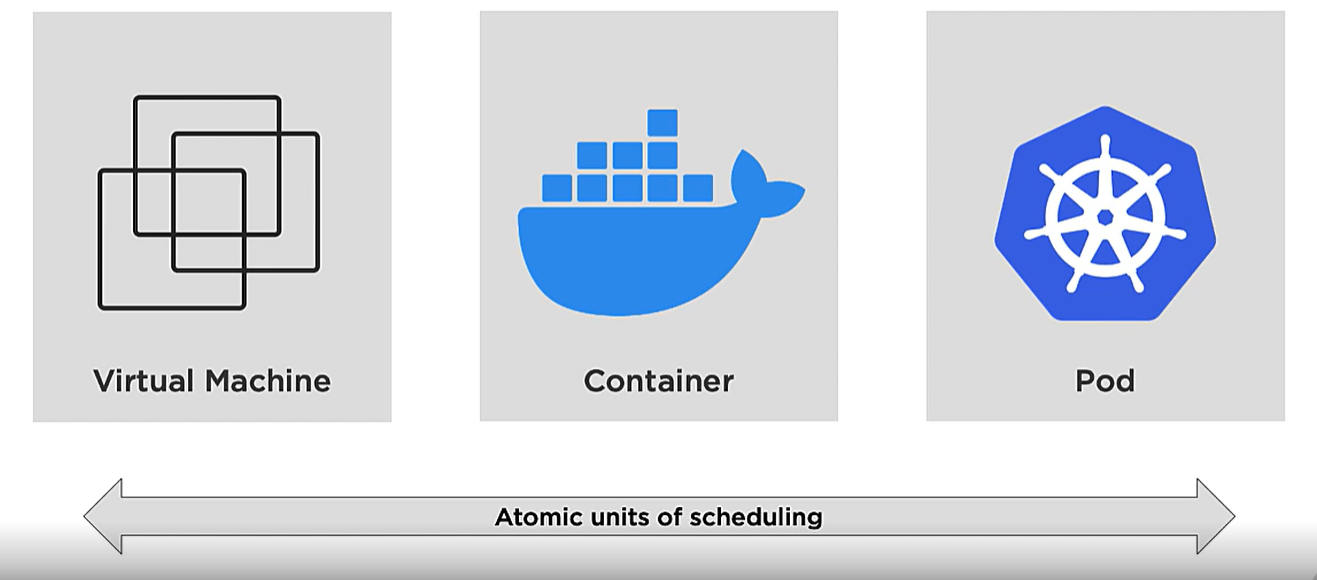 Virtual Machine
Container
Pod
Atomic units of scheduling